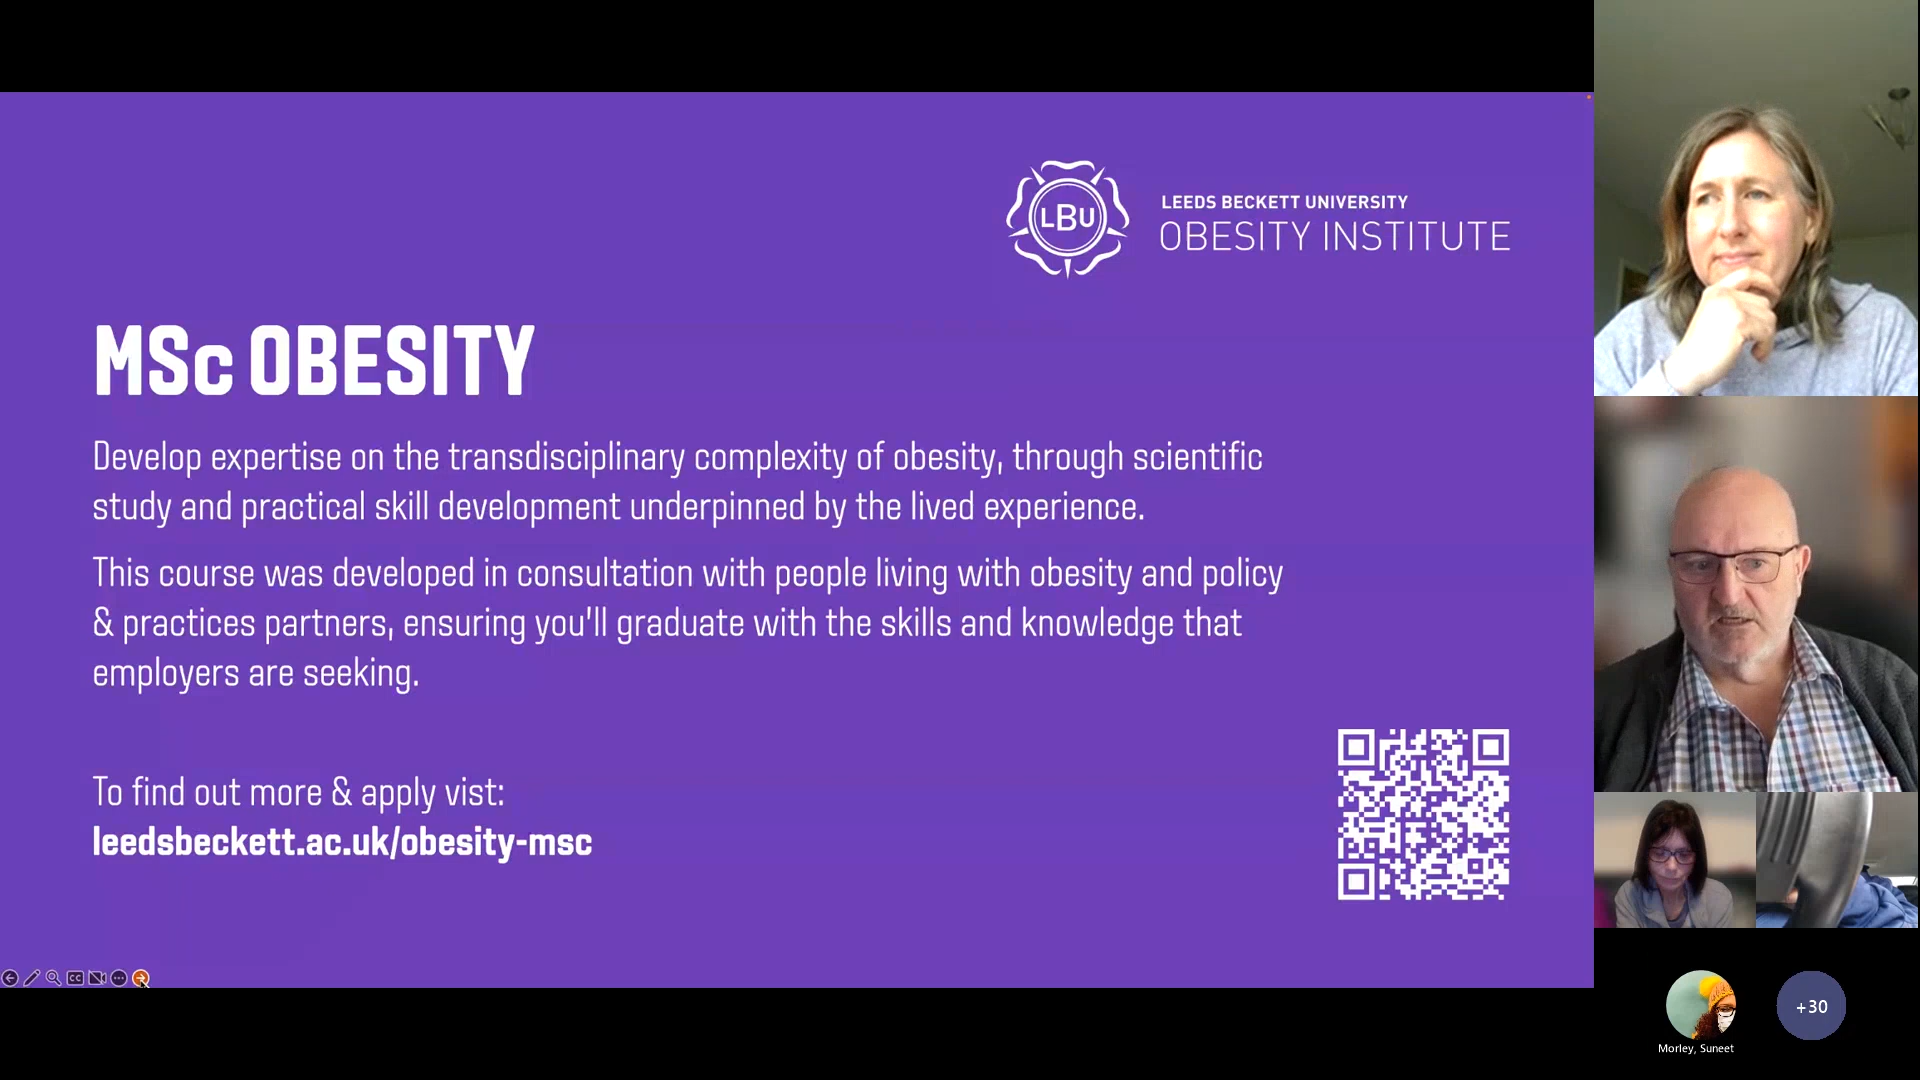 LBU
LEEDS BECKETT UNIVERSITY
OBESITY INSTITUTE
MSc OBESITY
Develop expertise on the transdisciplinary complexity of obesity, through scientific
study and practical skill development underpinned by the lived experience.
This course was developed in consultation with people living with obesity and policy
& practices partners, ensuring you'll graduate with the skills and knowledge that
employers are seeking.
To find out more & apply vist:
leedsbeckett.ac.uk/obesity-msc
CC
+30
Morley, Suneet